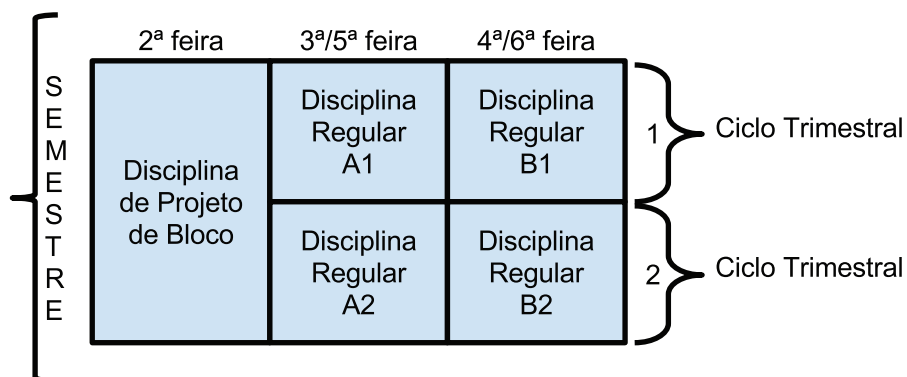 2ª feira
3ª/5ª feira
4ª/6ª feira
SEMESTRE
Disciplina
de Projeto
de Bloco
Disciplina
Regular
A1
Disciplina
Regular
B1
1
Ciclo Trimestral
Disciplina
Regular
A2
Disciplina
Regular
B2
2
Ciclo Trimestral